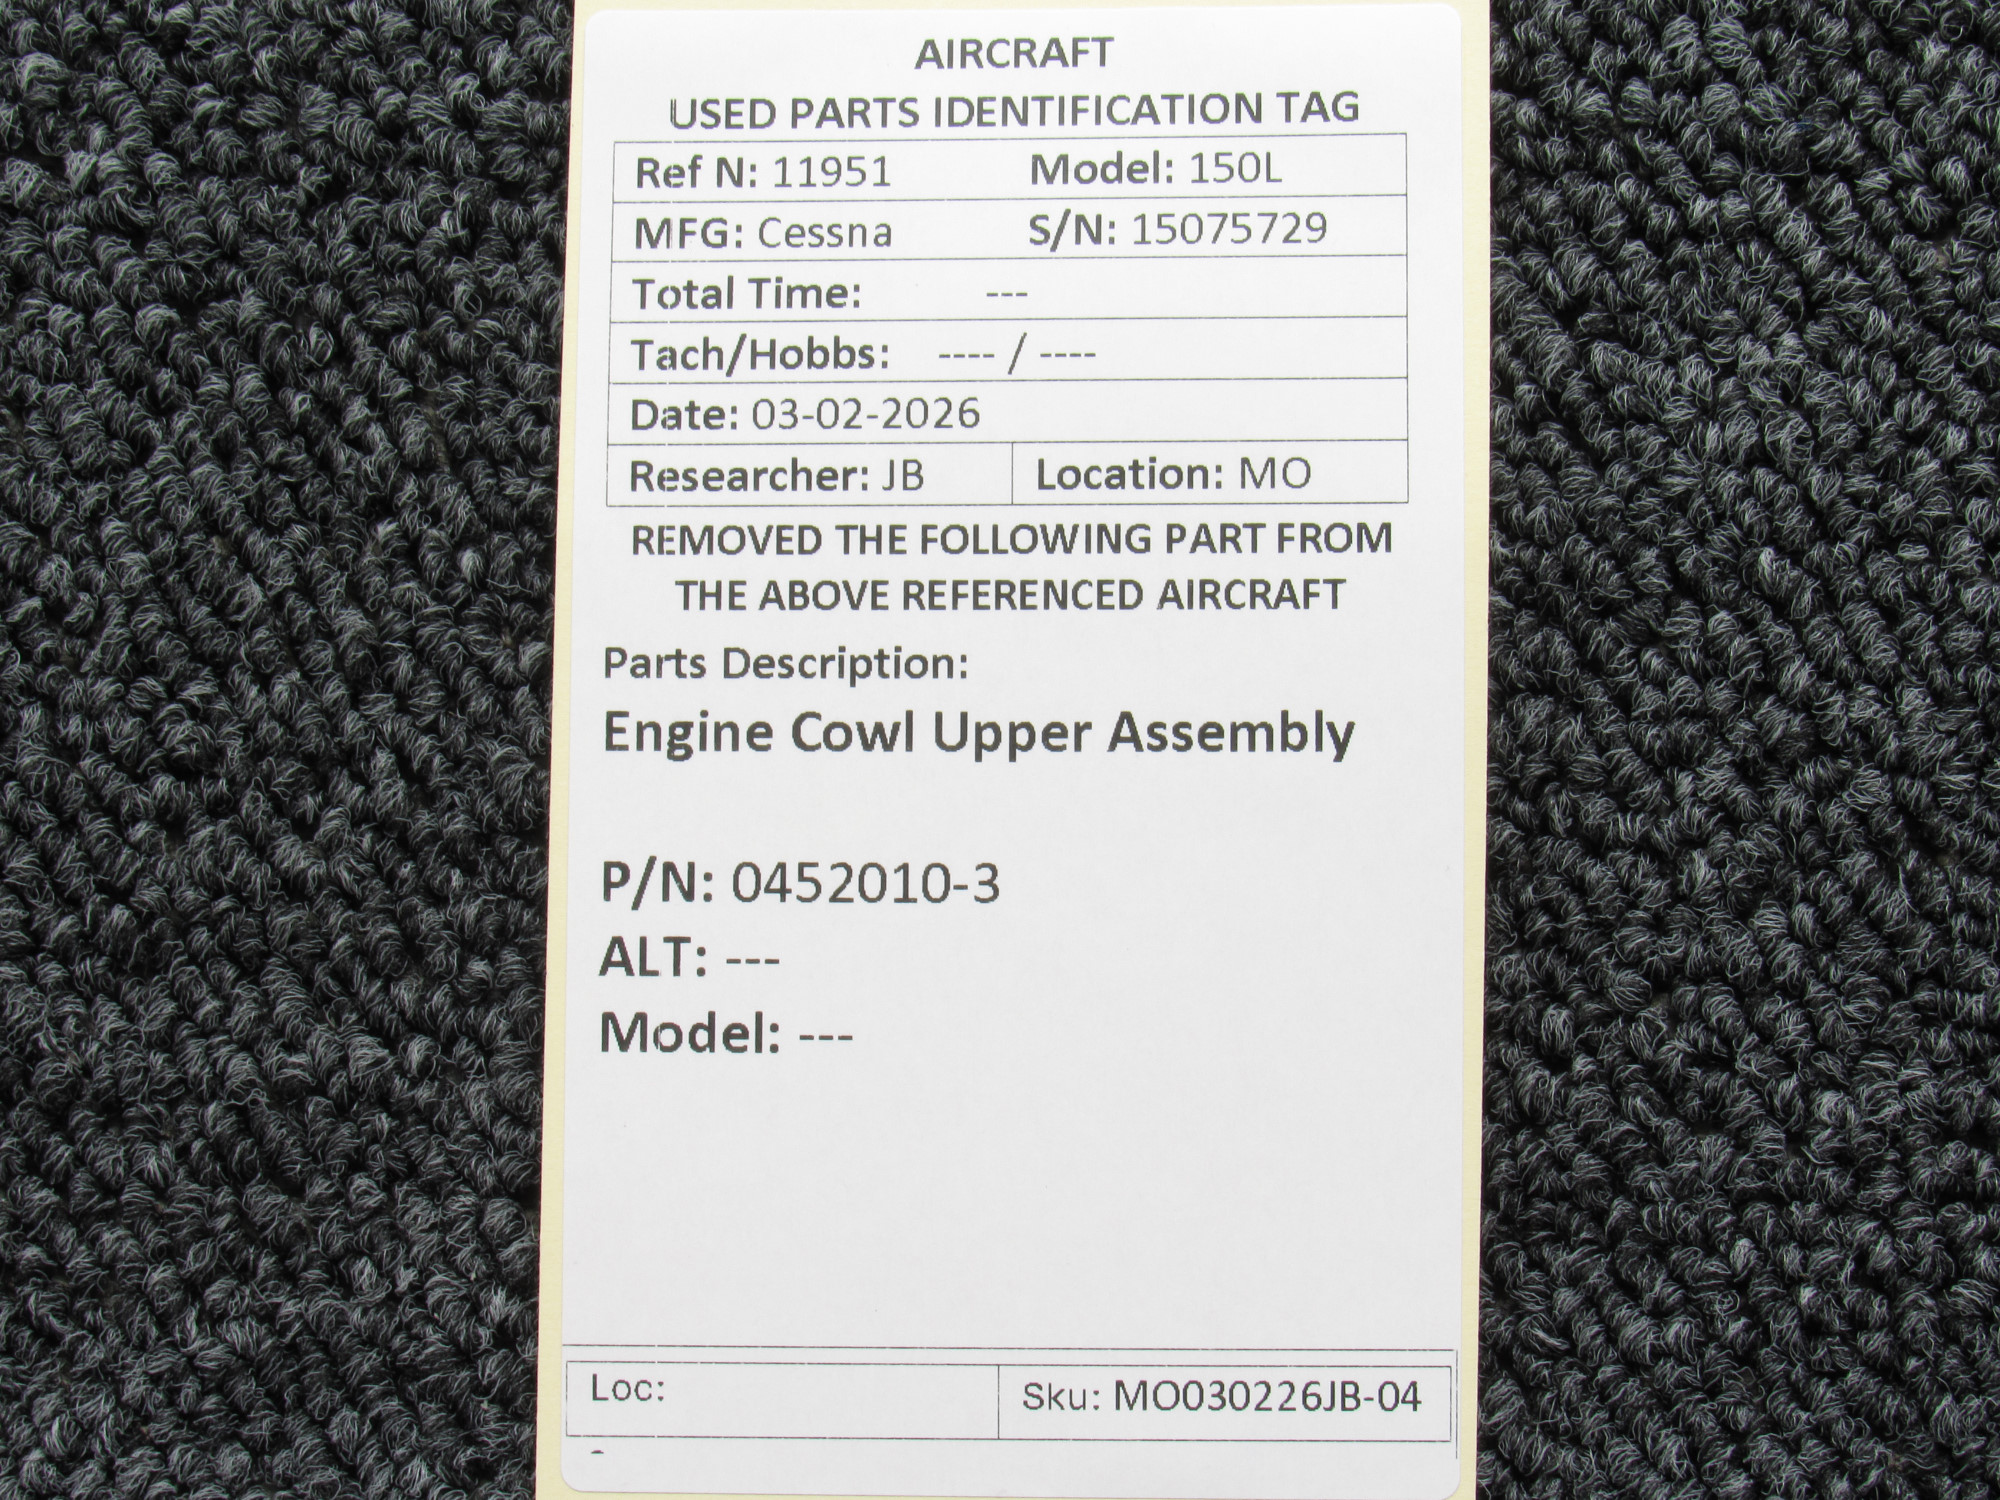 AIRCRAFT
USED PARTS IDENTIFICATION TAG
Ref N: 11951 Model: 150L
MFG: Cessna S/N: 15075729
Total Time: ---
Tach/Hobbs: ---- / ----
Date: 03-02-2026
Researcher: JB Location: MO
REMOVED THE FOLLOWING PART FROM
THE ABOVE REFERENCED AIRCRAFT
Parts Description:
Engine Cowl Upper Assembly
P/N: 0452010-3
ALT: ---
Model: ---
Loc: Sku: MO030226JB-04